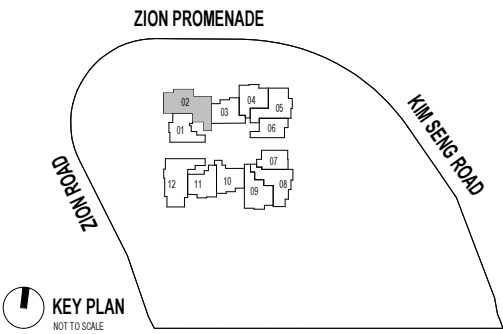 ZION PROMENADE
KIM SENG ROAD
ZION ROAD
02
03
04
05
01
06
07
12
11
10
09
08
KEY PLAN
NOT TO SCALE